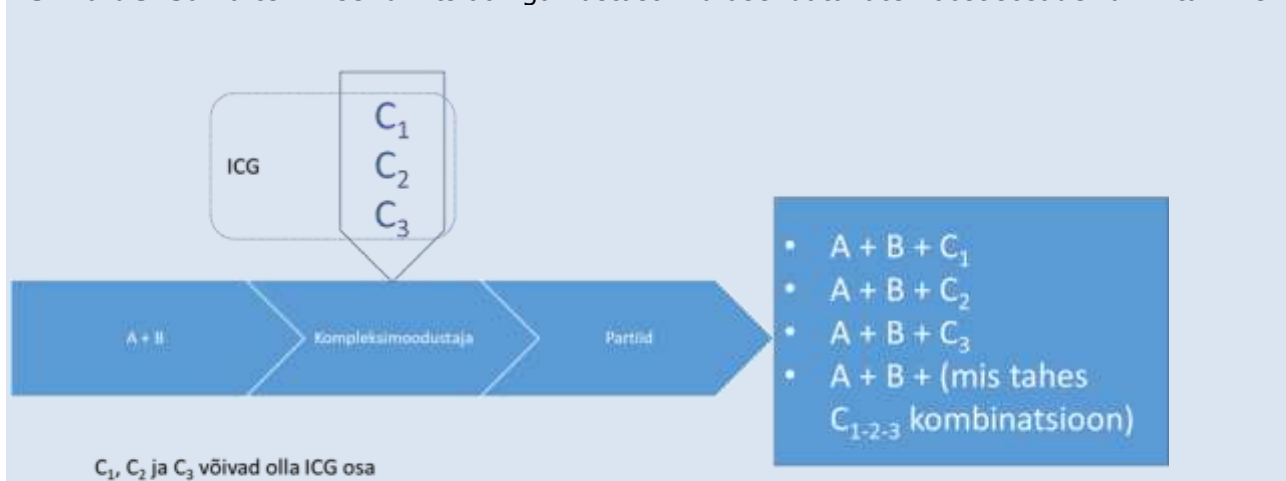 C₁
ICG
C₂
C₃
A + B
Kompleksimoodustaja
Partiid
• A + B + C₁
• A + B + C₂
• A + B + C₃
• A + B + (mis tahes
C₁₋₂₋₃ kombinatsioon)
C₁, C₂ ja C₃ võivad olla ICG osa